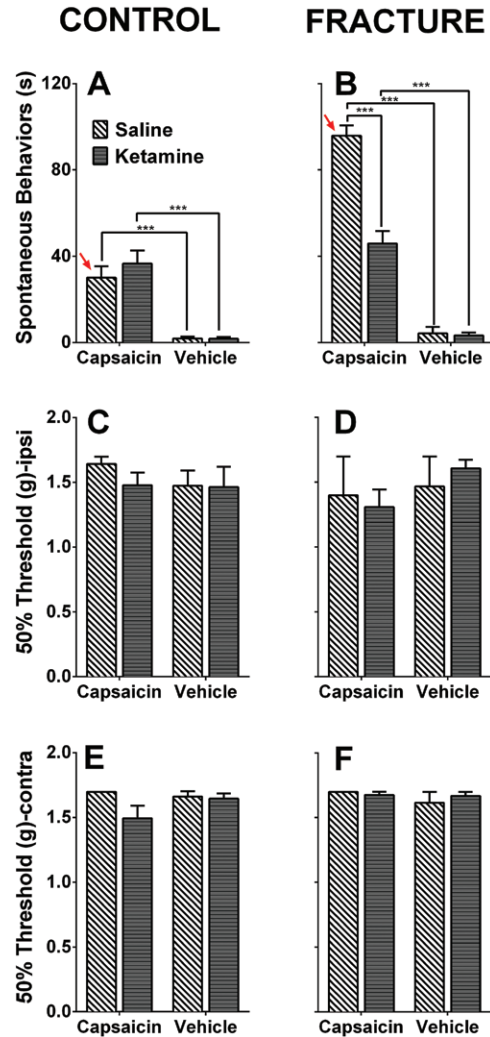 CONTROL
FRACTURE
Spontaneous Behaviors (s)
120
80
40
0
A
Saline
Ketamine
***
***
Capsaicin
Vehicle
B
***
***
***
Capsaicin
Vehicle
50% Threshold (g)-ipsi
2.0
1.5
1.0
0.5
0.0
C
Capsaicin
Vehicle
D
Capsaicin
Vehicle
50% Threshold (g)-contra
2.0
1.5
1.0
0.5
0.0
E
Capsaicin
Vehicle
F
Capsaicin
Vehicle